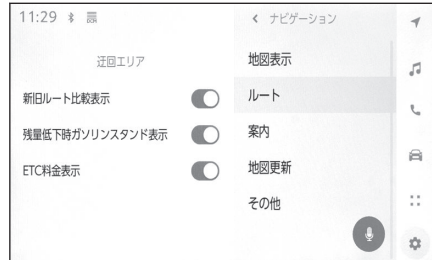 11:29
迂回エリア
新旧ルート比較表示
残量低下時ガソリンスタンド表示
ETC料金表示
ナビゲーション
地図表示
ルート
案内
地図更新
その他